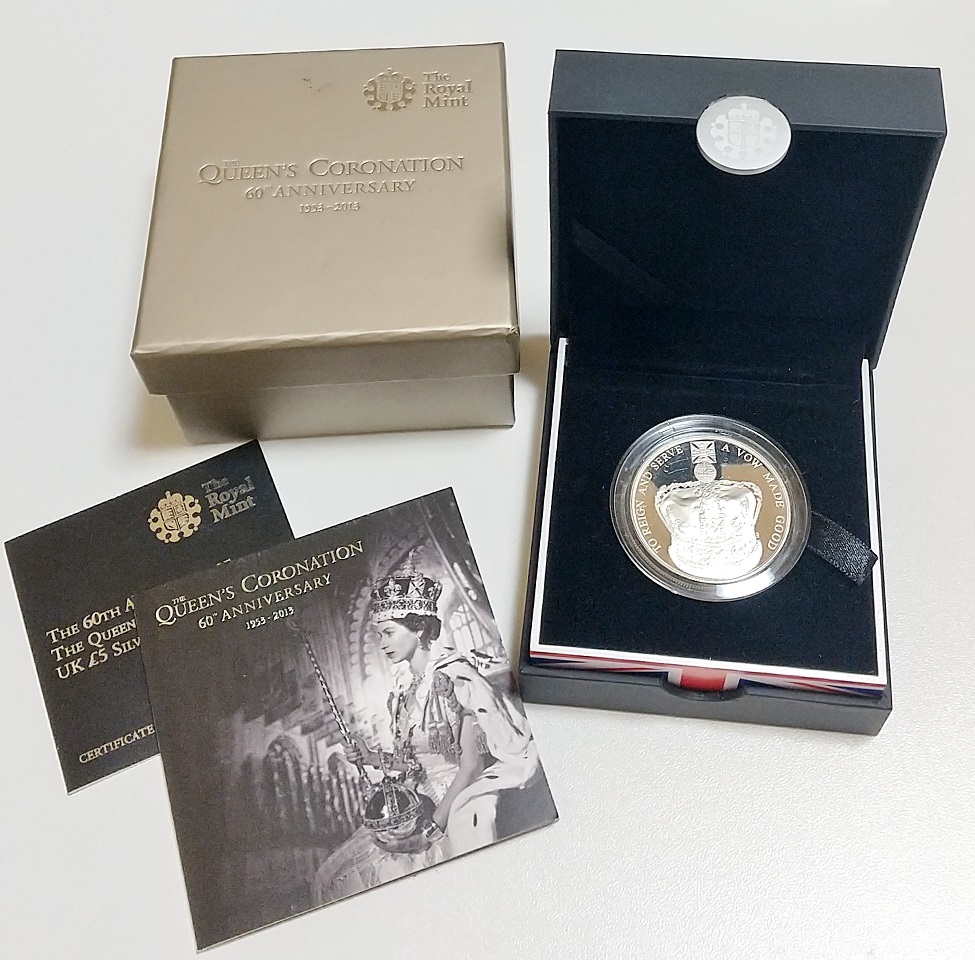 The
Royal
Mint
THE
QUEEN'S CORONATION
60TH ANNIVERSARY
1953 - 2013
TO REIGN AND SERVE A VOW MADE GOOD
The
Royal
Mint
THE 60TH A
THE QUEEN
UK £5 SILV
CERTIFICATE
THE
QUEEN'S CORONATION
60TH ANNIVERSARY
1953 - 2013